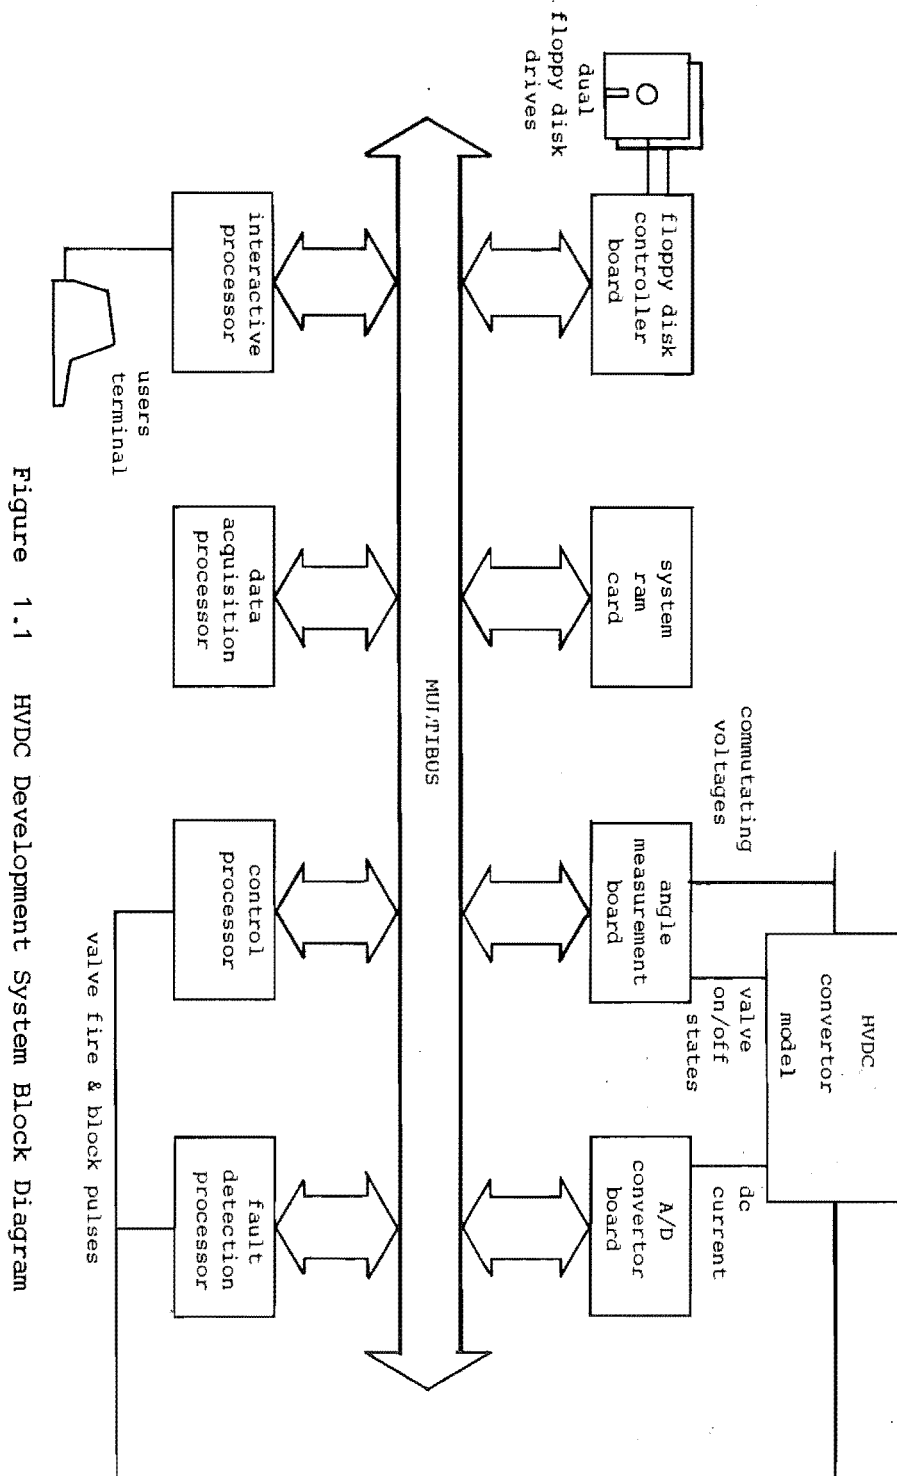 HVDC
convertor
model
commutating
voltages
valve
on/off
states
dc
current
dual
floppy disk
drives
floppy disk
controller
board
system
ram
card
angle
measurement
board
A/D
convertor
board
MULTIBUS
interactive
processor
data
acquisition
processor
control
processor
fault
detection
processor
users
terminal
valve fire & block pulses
Figure 1.1 HVDC Development System Block Diagram